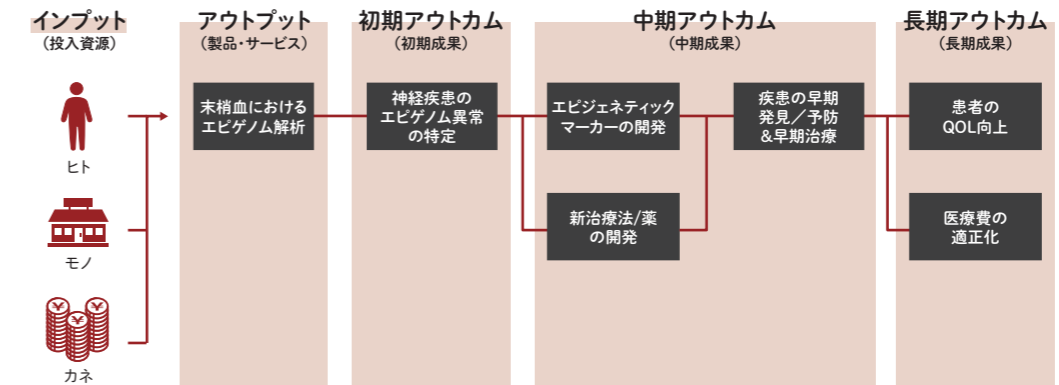 インプット
(投入資源)
ヒト
モノ
¥
¥
¥
カネ
アウトプット
(製品・サービス)
末梢血における
エピゲノム解析
初期アウトカム
(初期成果)
神経疾患の
エピゲノム異常
の特定
中期アウトカム
(中期成果)
エピジェネティック
マーカーの開発
新治療法/薬
の開発
疾患の早期
発見／予防
&早期治療
長期アウトカム
(長期成果)
患者の
QOL向上
医療費の
適正化